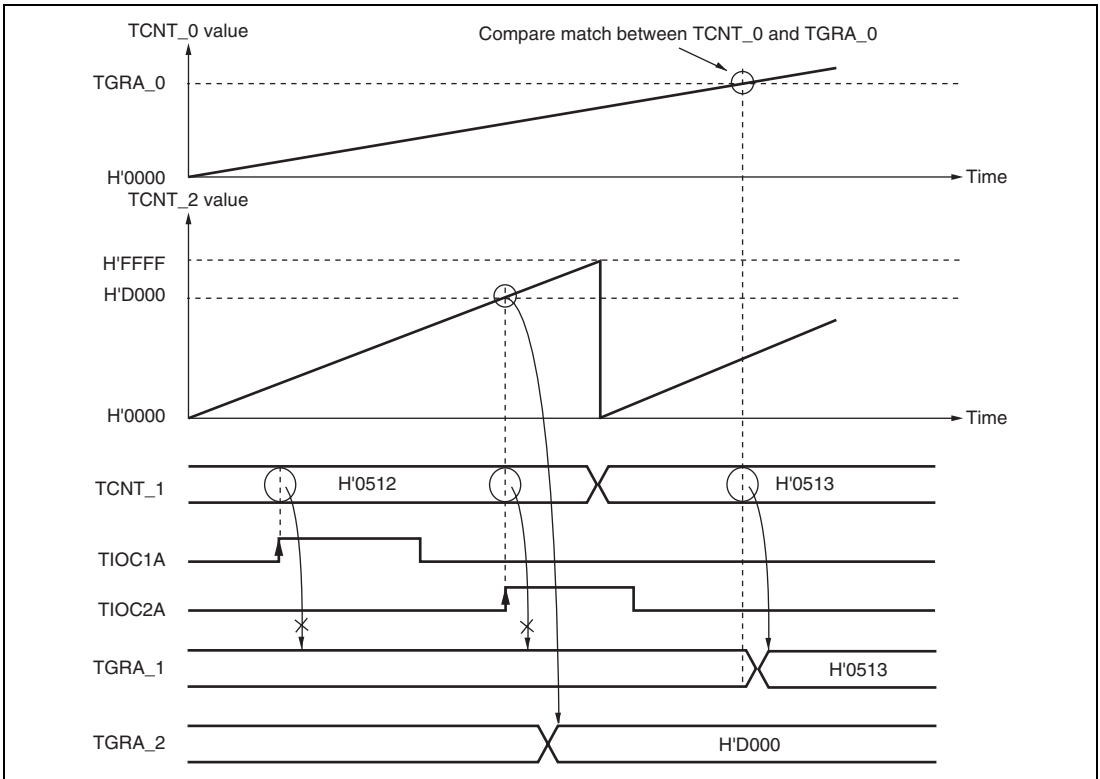 TCNT_0 value
Compare match between TCNT_0 and TGRA_0
TGRA_0
H'0000
Time
TCNT_2 value
H'FFFF
H'D000
H'0000
Time
TCNT_1
H'0512
H'0513
TIOC1A
TIOC2A
TGRA_1
H'0513
TGRA_2
H'D000